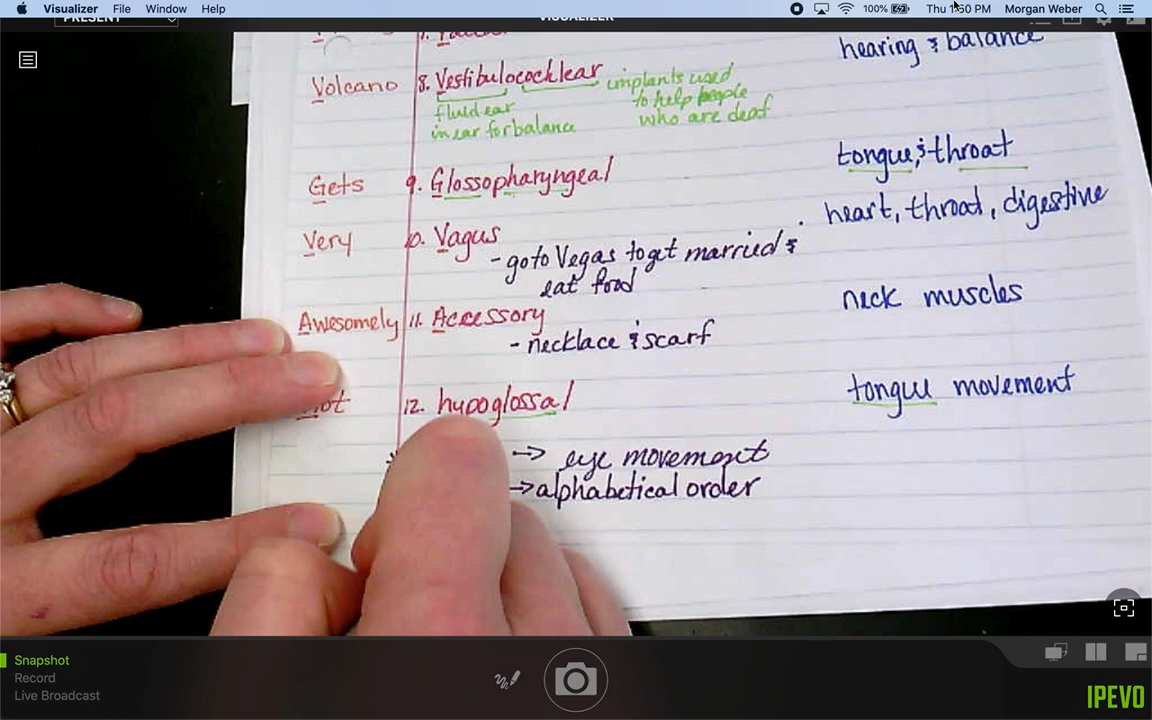 Visualizer File Window Help 100% Thu 1:50 PM Morgan Weber
PRESENT VISUALIZER
hearing & balance
Volcano 8. Vestibulocochlear implants used
to help people
who are deaf
fluid ear
in ear for balance
Gets 9. Glossopharyngeal tongue & throat
Very 10. Vagus heart, throat, digestive
- go to Vegas to get married &
eat food
Awesomely 11. Accessory neck muscles
- necklace & scarf
12. hypoglossal tongue movement
→ eye movement
→ alphabetical order
Snapshot
Record
Live Broadcast
IPEVO